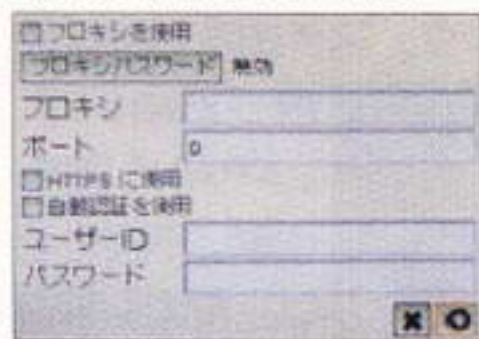 プロキシを使用
プロキシパスワード 無効
プロキシ
ポート 0
HTTPSに使用
自動認証を使用
ユーザーID
パスワード